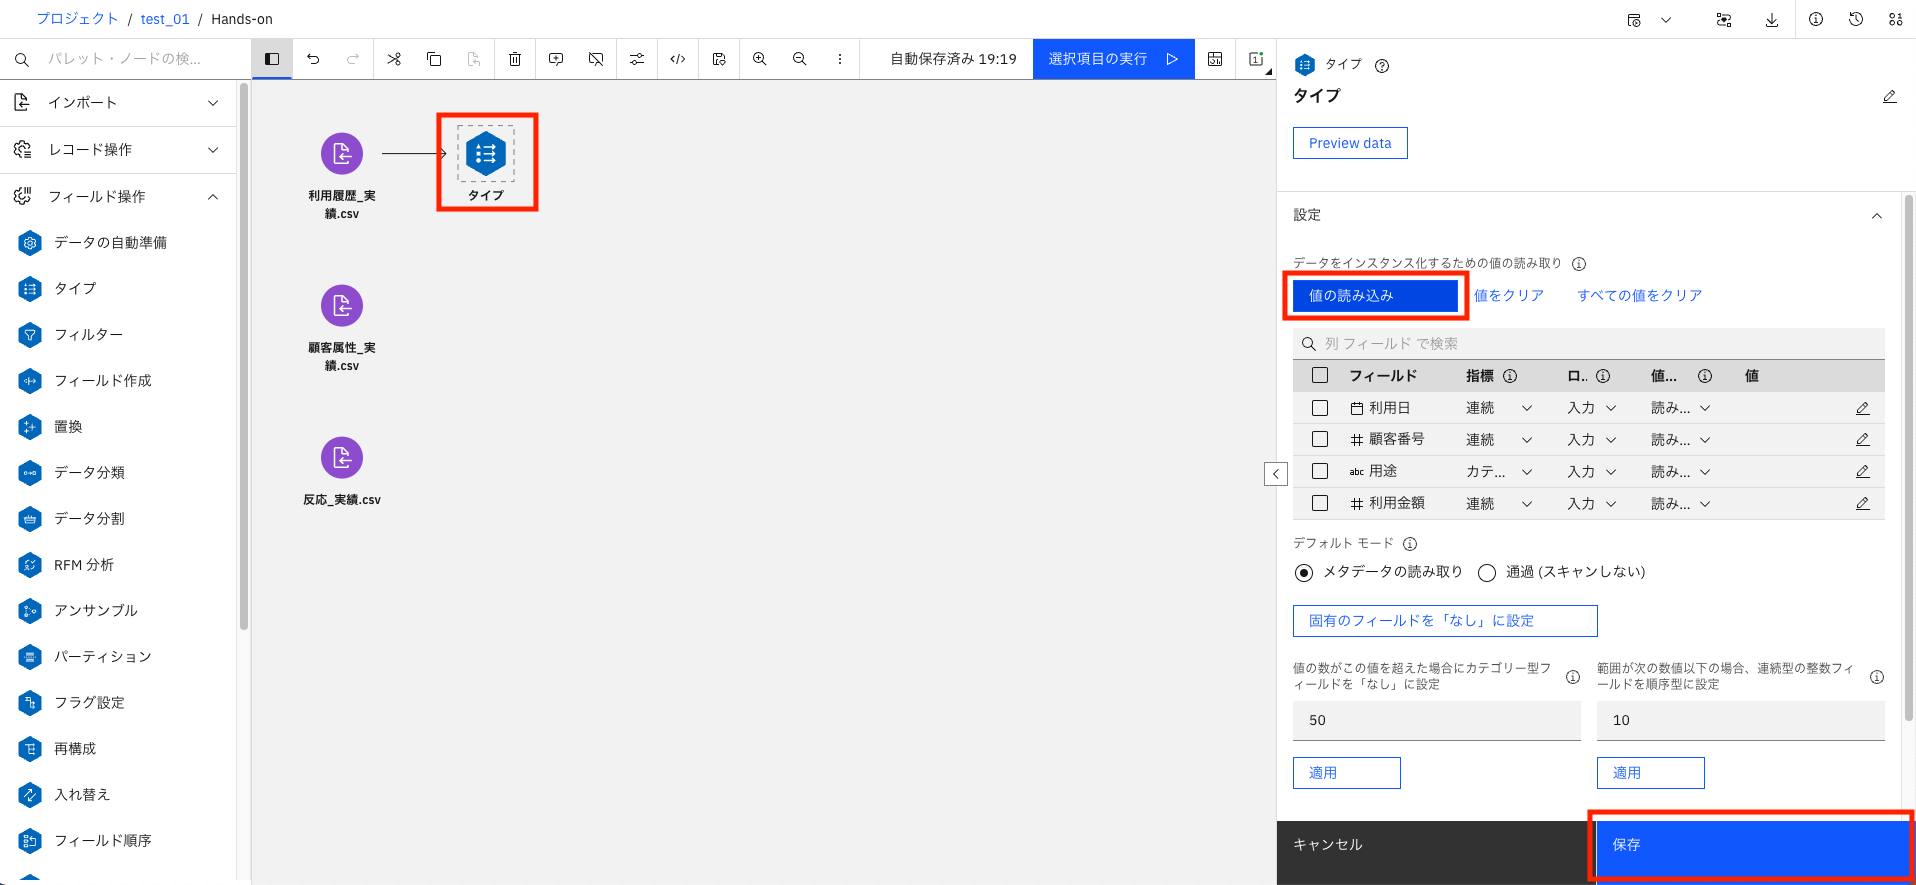 プロジェクト / test_01 / Hands-on
パレット・ノードの検...
自動保存済み 19:19
選択項目の実行
インポート
レコード操作
フィールド操作
データの自動準備
タイプ
フィルター
フィールド作成
置換
データ分類
データ分割
RFM 分析
アンサンブル
パーティション
フラグ設定
再構成
入れ替え
フィールド順序
利用履歴_実
績.csv
タイプ
顧客属性_実
績.csv
反応_実績.csv
タイプ
タイプ
Preview data
設定
データをインスタンス化するための値の読み取り
値の読み込み 値をクリア すべての値をクリア
列 フィールド で検索
フィールド 指標 ロ.. 値... 値
利用日 連続 入力 読み...
顧客番号 連続 入力 読み...
abc 用途 カテ... 入力 読み...
利用金額 連続 入力 読み...
デフォルト モード
メタデータの読み取り 通過 (スキャンしない)
固有のフィールドを「なし」に設定
値の数がこの値を超えた場合にカテゴリー型フ
ィールドを「なし」に設定
範囲が次の数値以下の場合、連続型の整数フィ
ールドを順序型に設定
50 10
適用 適用
キャンセル 保存